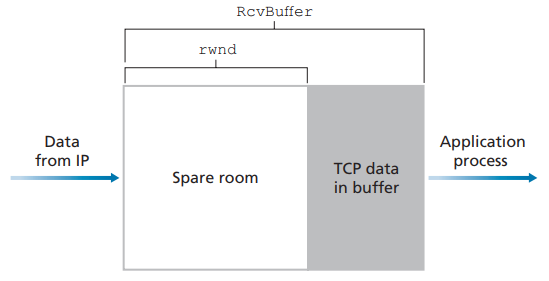 RcvBuffer
rwnd
Data
from IP
Spare room
TCP data
in buffer
Application
process